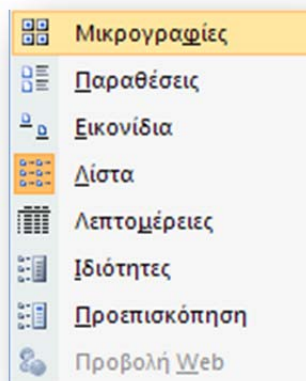 Μικρογραφίες
Παραθέσεις
Εικονίδια
Λίστα
Λεπτομέρειες
Ιδιότητες
Προεπισκόπηση
Προβολή Web